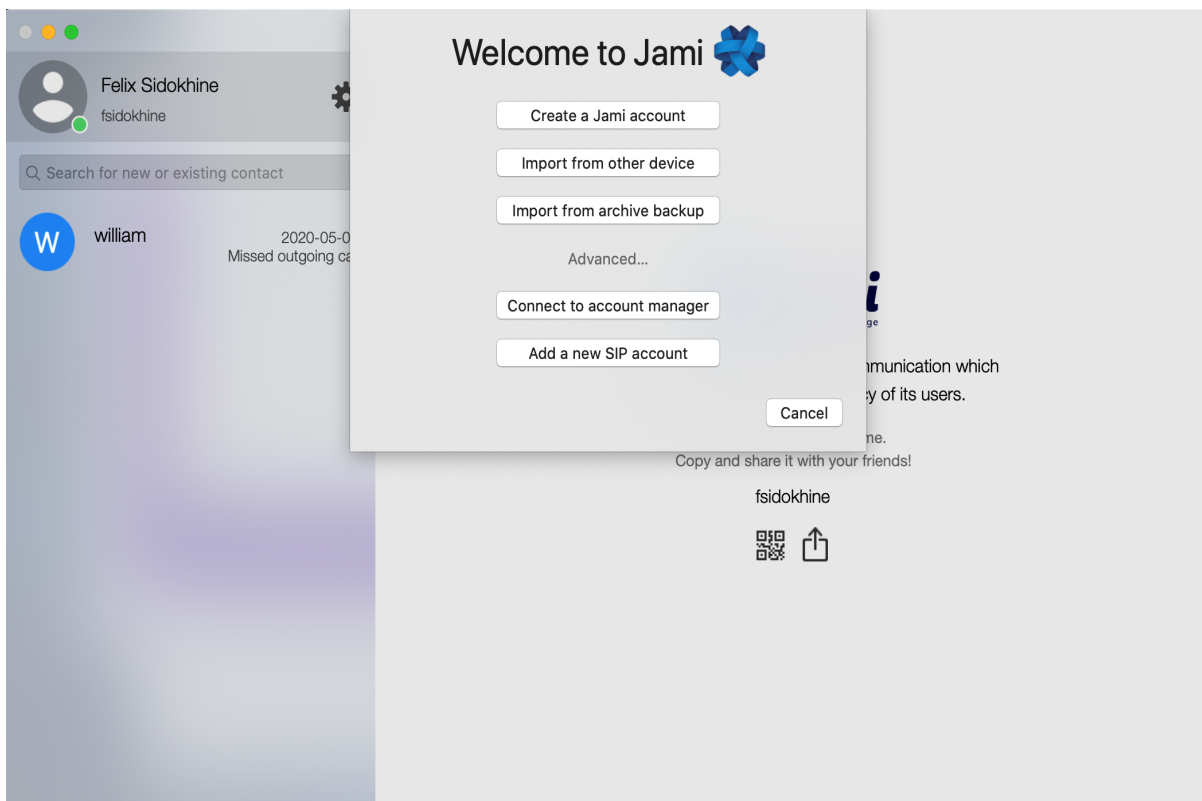 Felix Sidokhine
fsidokhine
Search for new or existing contact
W
william
2020-05-0
Missed outgoing ca
Welcome to Jami
Create a Jami account
Import from other device
Import from archive backup
Advanced...
Connect to account manager
Add a new SIP account
Cancel
i
ge
mmunication which
y of its users.
me.
Copy and share it with your friends!
fsidokhine